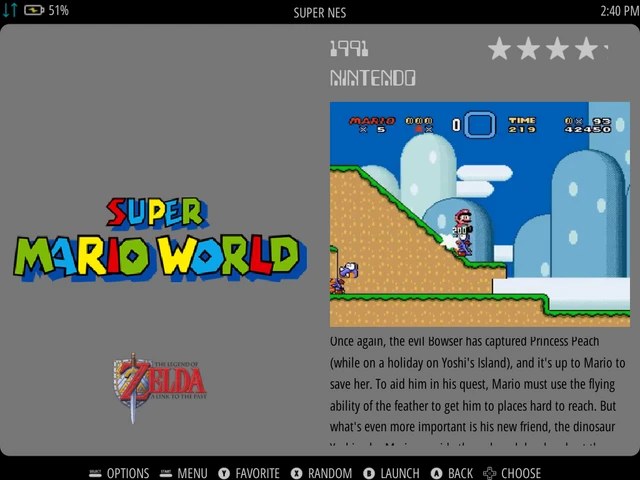 51%
SUPER NES
2:40 PM
1991
NINTENDO
MARIO
x 5
0
TIME
219
x 93
42450
200
SUPER
MARIO WORLD
THE LEGEND OF
ZELDA
A LINK TO THE PAST
Once again, the evil Bowser has captured Princess Peach
(while on a holiday on Yoshi's Island), and it's up to Mario to
save her. To aid him in his quest, Mario must use the flying
ability of the feather to get him to places hard to reach. But
what's even more important is his new friend, the dinosaur
SELECT OPTIONS START MENU Y FAVORITE X RANDOM B LAUNCH A BACK CHOOSE